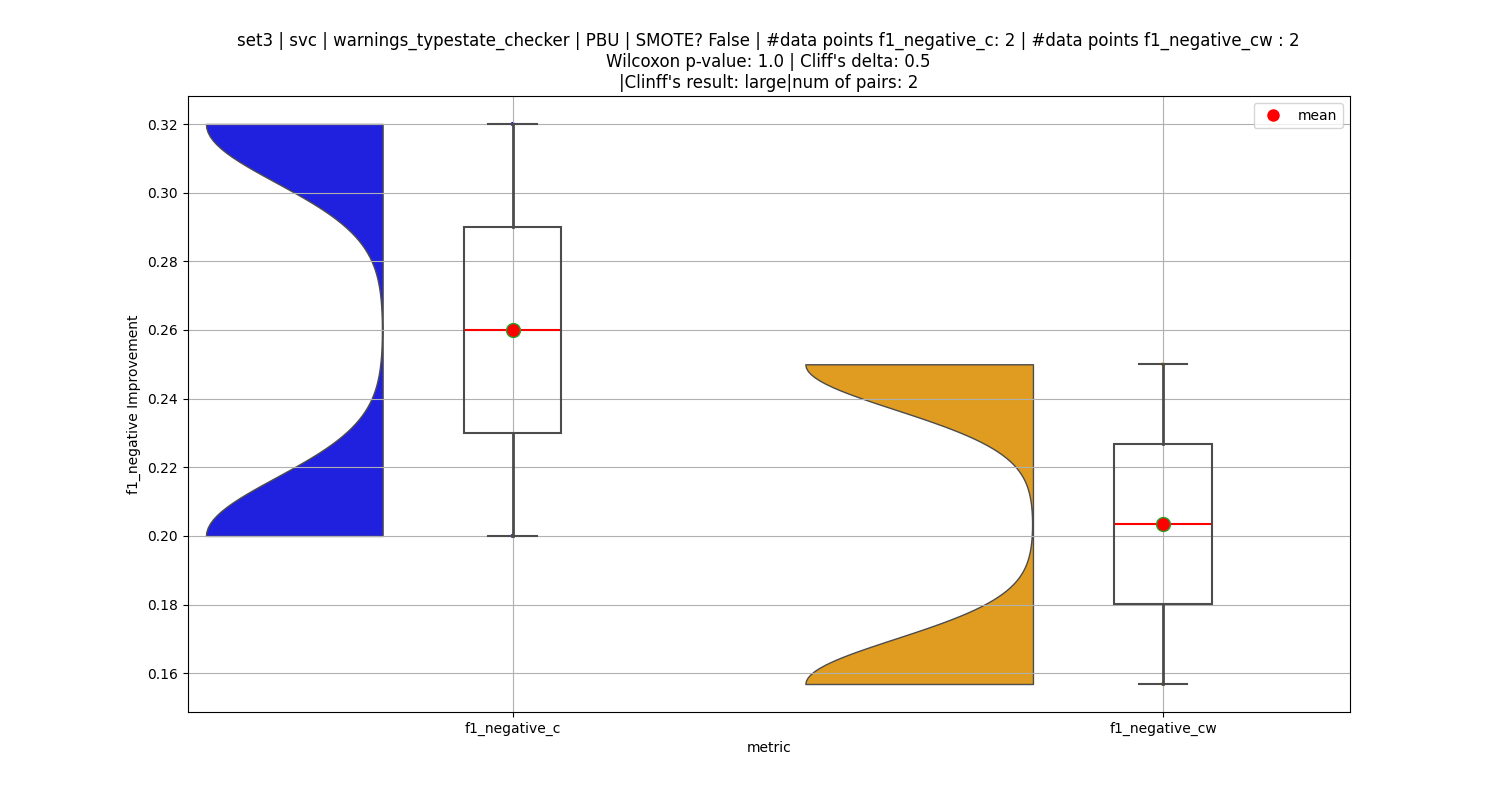 set3 | svc | warnings_typestate_checker | PBU | SMOTE? False | #data points f1_negative_c: 2 | #data points f1_negative_cw : 2
Wilcoxon p-value: 1.0 | Cliff's delta: 0.5
|Clinff's result: large|num of pairs: 2
mean
0.32
0.30
0.28
0.26
0.24
0.22
0.20
0.18
0.16
f1_negative Improvement
f1_negative_c
f1_negative_cw
metric